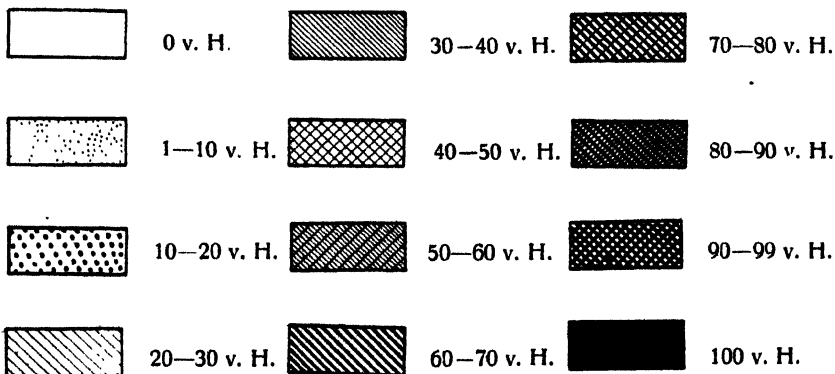 0 v. H. 30—40 v. H. 70—80 v. H.
1—10 v. H. 40—50 v. H. 80—90 v. H.
10—20 v. H. 50—60 v. H. 90—99 v. H.
20—30 v. H. 60—70 v. H. 100 v. H.